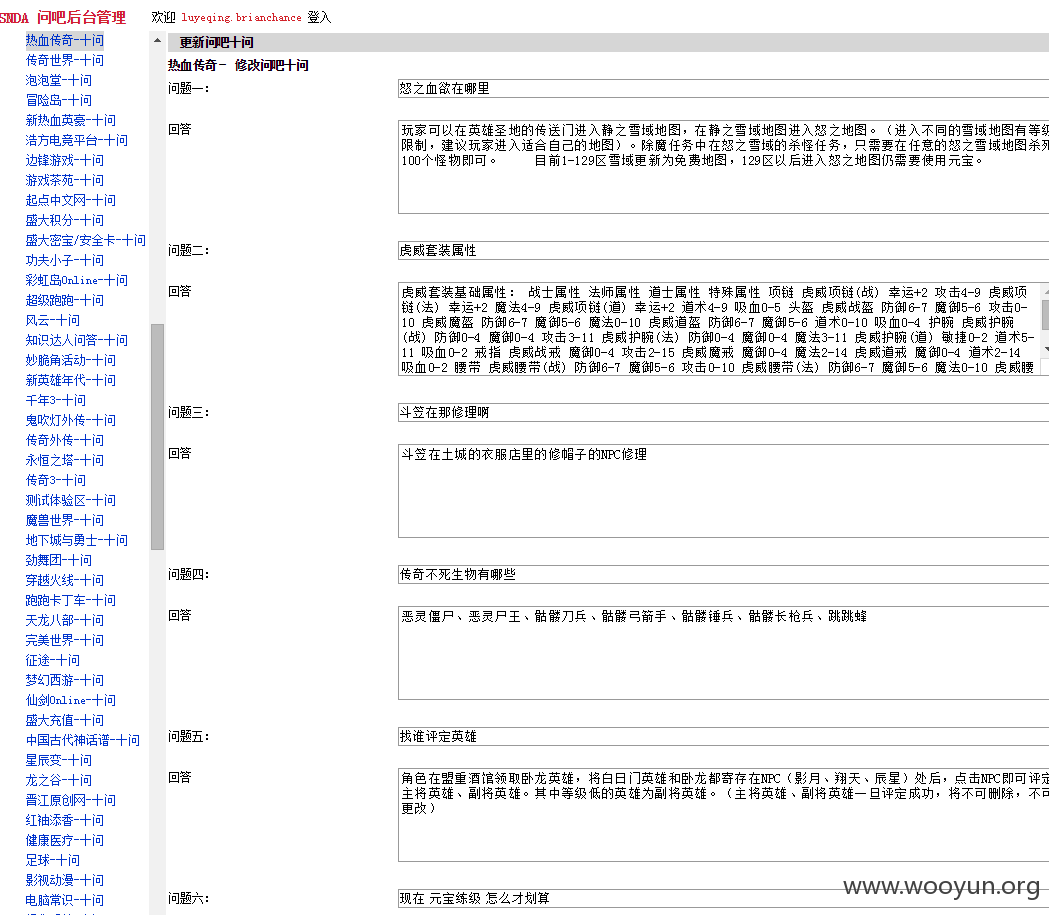 SNDA 问吧后台管理
欢迎 luyeqing.brianchance 登入
热血传奇-十问
传奇世界-十问
泡泡堂-十问
冒险岛-十问
新热血英豪-十问
浩方电竞平台-十问
边锋游戏-十问
游戏茶苑-十问
起点中文网-十问
盛大积分-十问
盛大密宝/安全卡-十问
功夫小子-十问
彩虹岛Online-十问
超级跑跑-十问
风云-十问
知识达人问答-十问
妙脆角活动-十问
新英雄年代-十问
千年3-十问
鬼吹灯外传-十问
传奇外传-十问
永恒之塔-十问
传奇3-十问
测试体验区-十问
魔兽世界-十问
地下城与勇士-十问
劲舞团-十问
穿越火线-十问
跑跑卡丁车-十问
天龙八部-十问
完美世界-十问
征途-十问
梦幻西游-十问
仙剑Online-十问
盛大充值-十问
中国古代神话谱-十问
星辰变-十问
龙之谷-十问
晋江原创网-十问
红袖添香-十问
健康医疗-十问
足球-十问
影视动漫-十问
电脑常识-十问
更新问吧十问
热血传奇- 修改问吧十问
问题一:
怒之血欲在哪里
回答
玩家可以在英雄圣地的传送门进入静之雪域地图，在静之雪域地图进入怒之地图。（进入不同的雪域地图有等级
限制，建议玩家进入适合自己的地图）。除魔任务中在怒之雪域的杀怪任务，只需要在任意的怒之雪域地图杀死
100个怪物即可。 目前1-129区雪域更新为免费地图，129区以后进入怒之地图仍需要使用元宝。
问题二:
虎威套装属性
回答
虎威套装基础属性： 战士属性 法师属性 道士属性 特殊属性 项链 虎威项链(战) 幸运+2 攻击4-9 虎威项
链(法) 幸运+2 魔法4-9 虎威项链(道) 幸运+2 道术4-9 吸血0-5 头盔 虎威战盔 防御6-7 魔御5-6 攻击0-
10 虎威魔盔 防御6-7 魔御5-6 魔法0-10 虎威道盔 防御6-7 魔御5-6 道术0-10 吸血0-4 护腕 虎威护腕
(战) 防御0-4 魔御0-4 攻击3-11 虎威护腕(法) 防御0-4 魔御0-4 魔法3-11 虎威护腕(道) 敏捷0-2 道术5-
11 吸血0-2 戒指 虎威战戒 魔御0-4 攻击2-15 虎威魔戒 魔御0-4 魔法2-14 虎威道戒 魔御0-4 道术2-14
吸血0-2 腰带 虎威腰带(战) 防御6-7 魔御5-6 攻击0-10 虎威腰带(法) 防御6-7 魔御5-6 魔法0-10 虎威腰
问题三:
斗笠在那修理啊
回答
斗笠在土城的衣服店里的修帽子的NPC修理
问题四:
传奇不死生物有哪些
回答
恶灵僵尸、恶灵尸王、骷髅刀兵、骷髅弓箭手、骷髅锤兵、骷髅长枪兵、跳跳蜂
问题五:
找谁评定英雄
回答
角色在盟重酒馆领取卧龙英雄，将白日门英雄和卧龙都寄存在NPC（影月、翔天、辰星）处后，点击NPC即可评定
主将英雄、副将英雄。其中等级低的英雄为副将英雄。（主将英雄、副将英雄一旦评定成功，将不可删除，不可
更改）
问题六:
现在 元宝练级 怎么才划算
www.wooyun.org